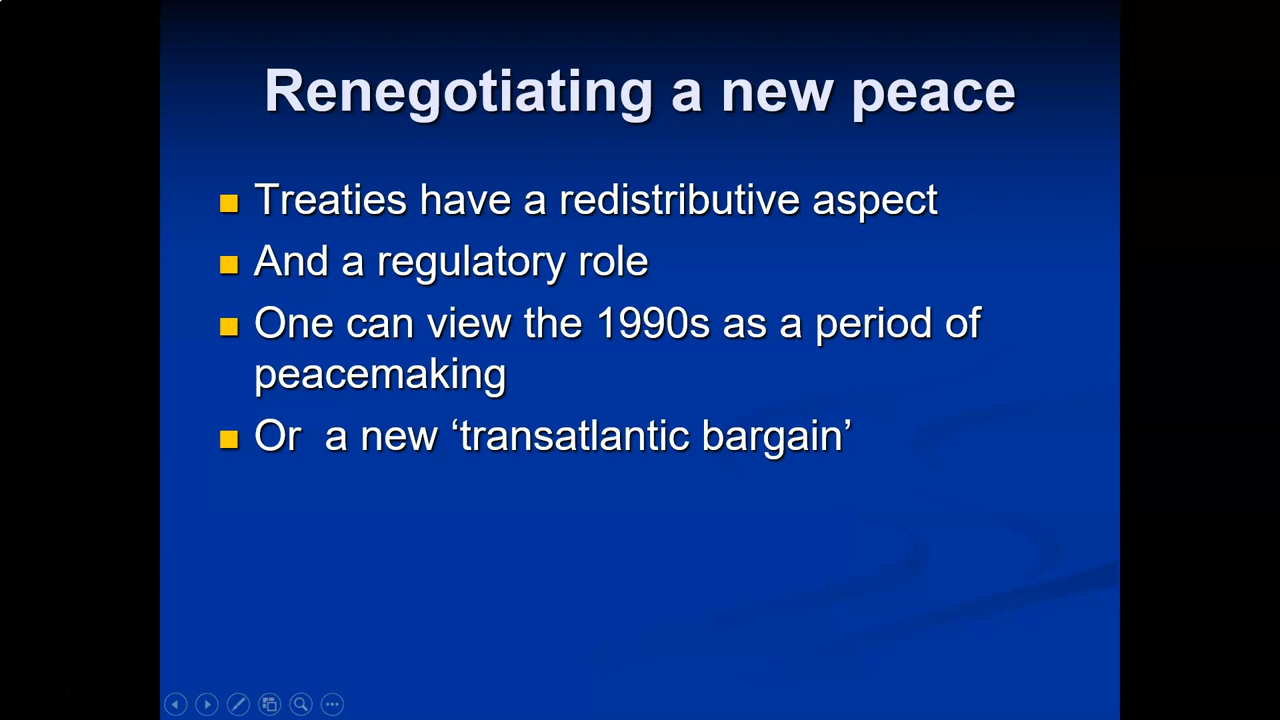 Renegotiating a new peace
Treaties have a redistributive aspect
And a regulatory role
One can view the 1990s as a period of
peacemaking
Or  a new ‘transatlantic bargain’